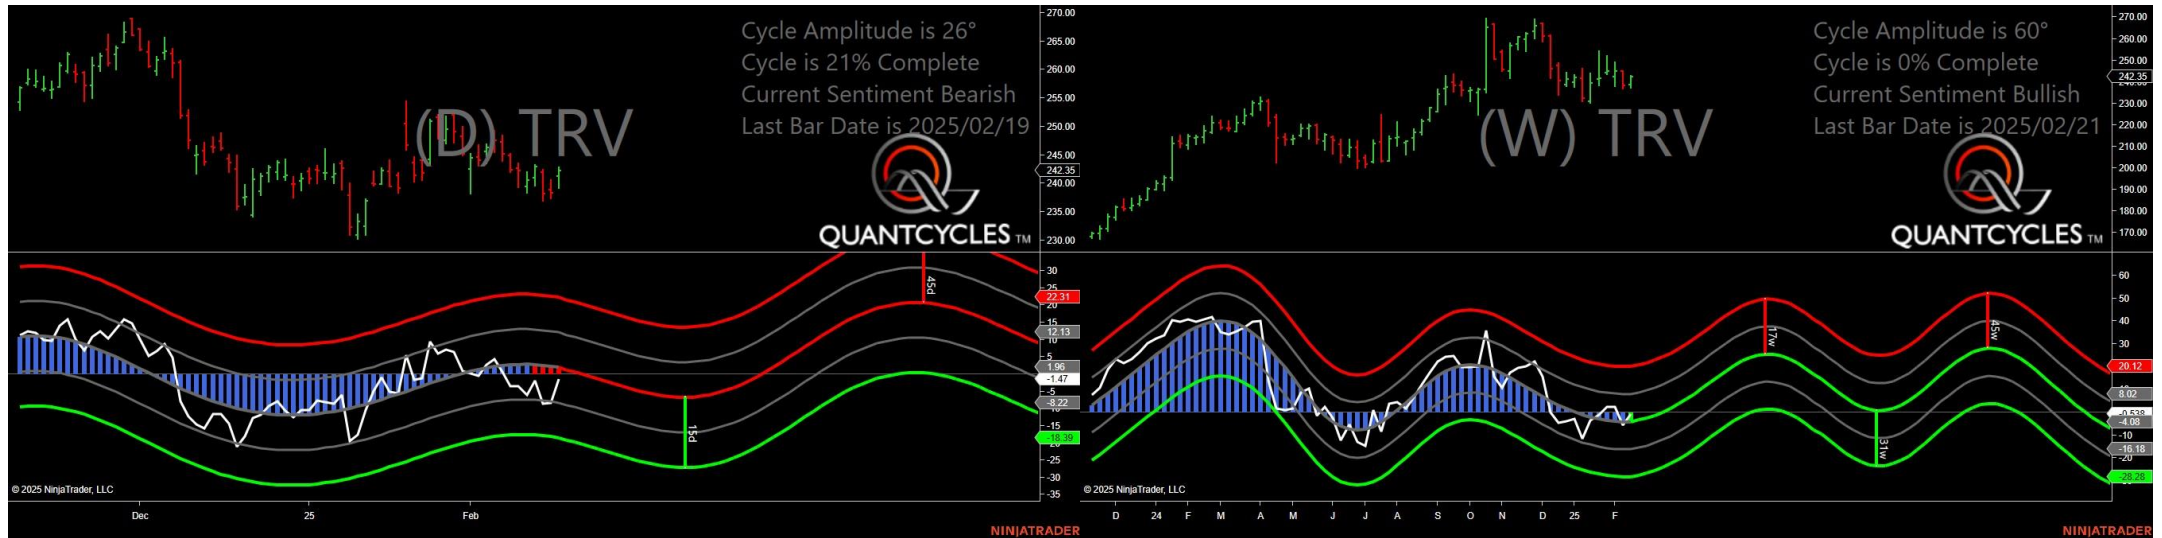 Cycle Amplitude is 26°
Cycle is 21% Complete
Current Sentiment Bearish
Last Bar Date is 2025/02/19
(D) TRV
QUANTCYCLES TM
270.00
265.00
260.00
255.00
250.00
245.00
242.35
240.00
235.00
230.00
45d
15d
30
25
22.31
20
15
12.13
10
5
1.96
-1.47
-5
-8.22
-10
-15
-18.39
-20
-25
-30
-35
© 2025 NinjaTrader, LLC
Dec
25
Feb
NINJATRADER
Cycle Amplitude is 60°
Cycle is 0% Complete
Current Sentiment Bullish
Last Bar Date is 2025/02/21
(W) TRV
QUANTCYCLES TM
270.00
260.00
250.00
242.35
230.00
220.00
210.00
200.00
190.00
180.00
170.00
17w
45w
31w
60
50
40
30
20.12
8.02
-0.538
-4.08
-10
-16.18
-20
-28.28
© 2025 NinjaTrader, LLC
D
24
F
M
A
M
J
J
A
S
O
N
D
25
F
NINJATRADER